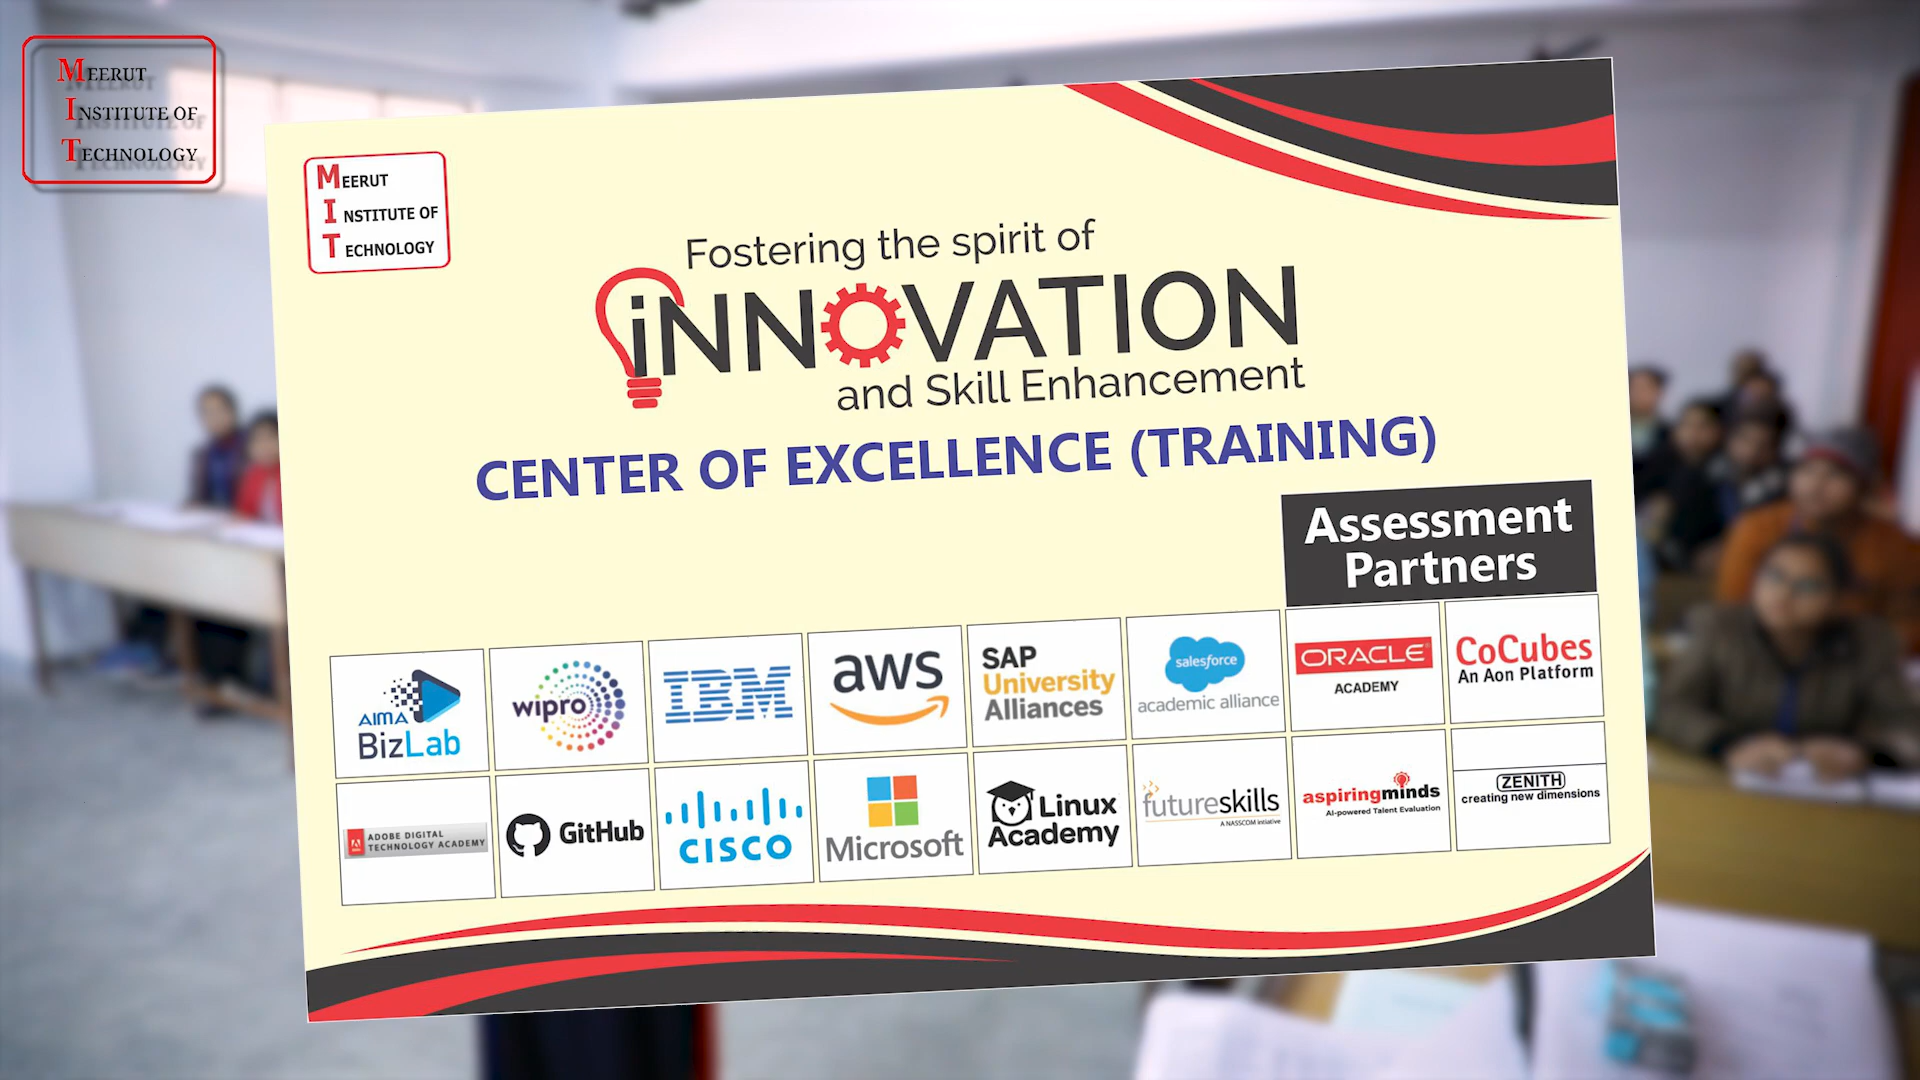 MEERUT
INSTITUTE OF
TECHNOLOGY
MEERUT
INSTITUTE OF
TECHNOLOGY
Fostering the spirit of
iNNOVATION
and Skill Enhancement
CENTER OF EXCELLENCE (TRAINING)
Assessment
Partners
AIMA
BizLab
wipro
IBM
aws
SAP
University
Alliances
salesforce
academic alliance
ORACLE
ACADEMY
CoCubes
An Aon Platform
ADOBE DIGITAL
TECHNOLOGY ACADEMY
GitHub
CISCO
Microsoft
Linux
Academy
futureskills
A NASSCOM initiative
aspiringminds
AI-powered Talent Evaluation
ZENITH
creating new dimensions